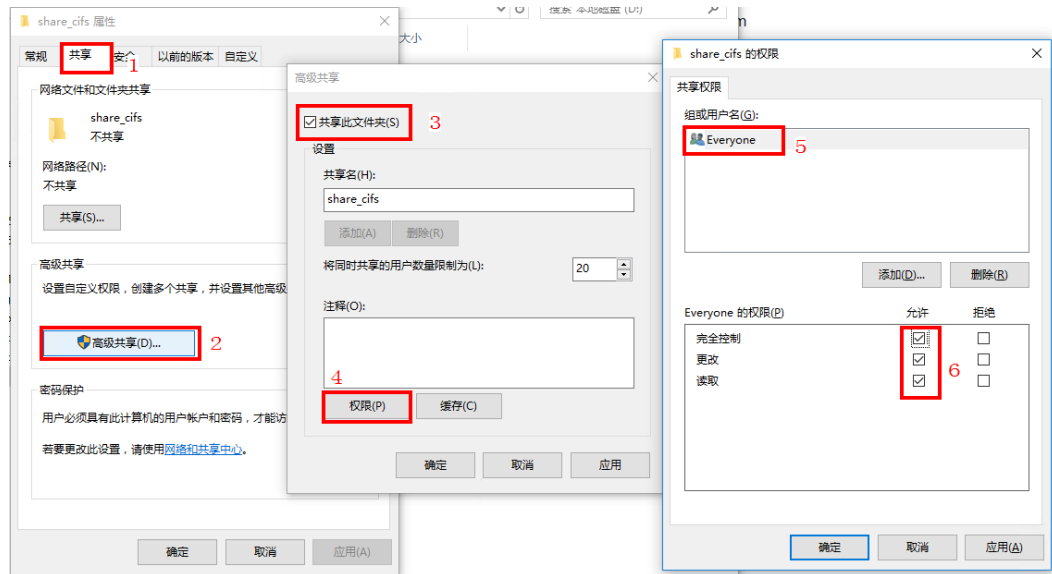 share_cifs 属性
常规 共享 安全 以前的版本 自定义
1
网络文件和文件夹共享
share_cifs
不共享
网络路径(N):
不共享
共享(S)...
高级共享
设置自定义权限，创建多个共享，并设置其他高级
高级共享(D)...
2
密码保护
用户必须具有此计算机的用户帐户和密码，才能访
若要更改此设置，请使用网络和共享中心。
确定 取消 应用(A)
搜索"本地磁盘 (D:)"
大小
高级共享
共享此文件夹(S)
3
设置
共享名(H):
share_cifs
添加(A) 删除(R)
将同时共享的用户数量限制为(L):
20
注释(O):
4
权限(P) 缓存(C)
确定 取消 应用
share_cifs 的权限
共享权限
组或用户名(G):
Everyone
5
添加(D)... 删除(R)
Everyone 的权限(P) 允许 拒绝
完全控制
更改
读取
6
确定 取消 应用(A)